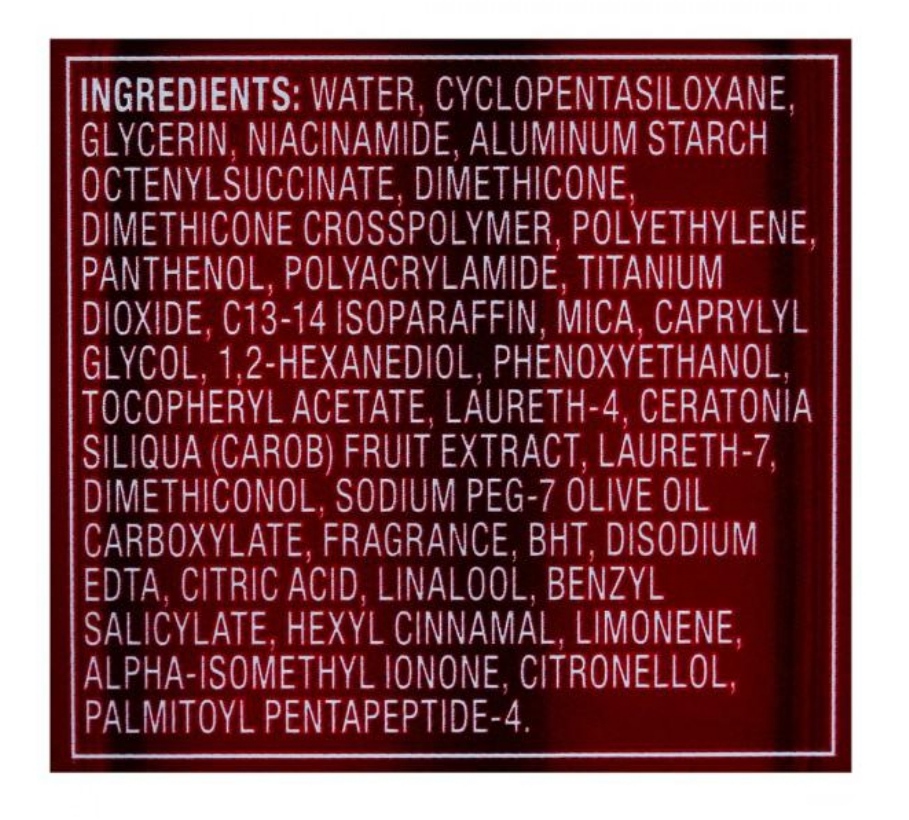 INGREDIENTS: WATER, CYCLOPENTASILOXANE,
GLYCERIN, NIACINAMIDE, ALUMINUM STARCH
OCTENYLSUCCINATE, DIMETHICONE,
DIMETHICONE CROSSPOLYMER, POLYETHYLENE,
PANTHENOL, POLYACRYLAMIDE, TITANIUM
DIOXIDE, C13-14 ISOPARAFFIN, MICA, CAPRYLYL
GLYCOL, 1,2-HEXANEDIOL, PHENOXYETHANOL,
TOCOPHERYL ACETATE, LAURETH-4, CERATONIA
SILIQUA (CAROB) FRUIT EXTRACT, LAURETH-7,
DIMETHICONOL, SODIUM PEG-7 OLIVE OIL
CARBOXYLATE, FRAGRANCE, BHT, DISODIUM
EDTA, CITRIC ACID, LINALOOL, BENZYL
SALICYLATE, HEXYL CINNAMAL, LIMONENE,
ALPHA-ISOMETHYL IONONE, CITRONELLOL,
PALMITOYL PENTAPEPTIDE-4.